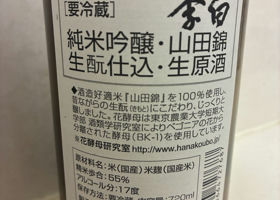 [要冷蔵]
李白
純米吟醸・山田錦
生酛仕込・生原酒
◆酒造好適米『山田錦』を100%使用し、
昔ながらの生酛(きもと)にこだわり、じっくりと
醸しました。花酵母は東京農業大学短期大
学部 酒類学研究室によりベゴニアの花から
分離された酵母(BK-1)を使用しています。
※花酵母研究会 http://www.hanakoubo.jp
原材料名:米(国産) 米麹(国産米)
精米歩合:55%
アルコール分:17度
720ml